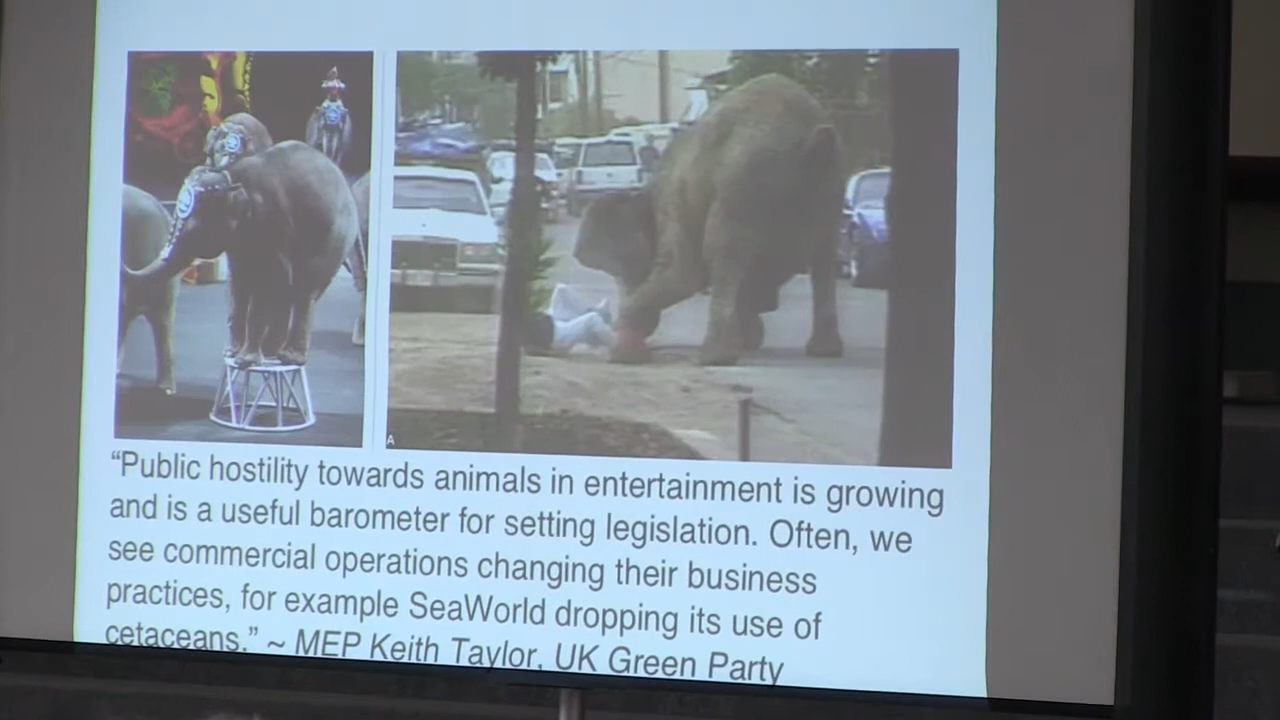 A
“Public hostility towards animals in entertainment is growing
and is a useful barometer for setting legislation. Often, we
see commercial operations changing their business
practices, for example SeaWorld dropping its use of
cetaceans.” ~ MEP Keith Taylor, UK Green Party